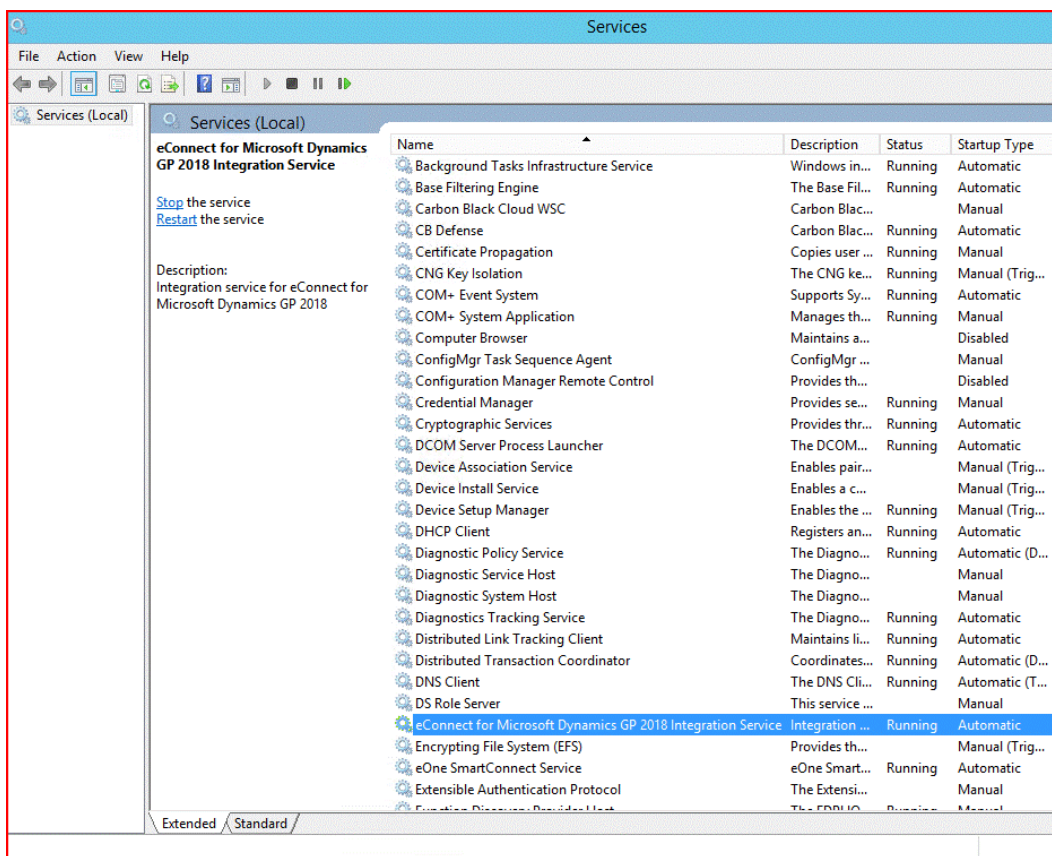 Services
File Action View Help
Services (Local)
Services (Local)
eConnect for Microsoft Dynamics
GP 2018 Integration Service
Stop the service
Restart the service
Description:
Integration service for eConnect for
Microsoft Dynamics GP 2018
Name Description Status Startup Type
Background Tasks Infrastructure Service Windows in... Running Automatic
Base Filtering Engine The Base Fil... Running Automatic
Carbon Black Cloud WSC Carbon Blac... Manual
CB Defense Carbon Blac... Running Automatic
Certificate Propagation Copies user ... Running Manual
CNG Key Isolation The CNG ke... Running Manual (Trig...
COM+ Event System Supports Sy... Running Automatic
COM+ System Application Manages th... Running Manual
Computer Browser Maintains a... Disabled
ConfigMgr Task Sequence Agent ConfigMgr ... Manual
Configuration Manager Remote Control Provides th... Disabled
Credential Manager Provides se... Running Manual
Cryptographic Services Provides thr... Running Automatic
DCOM Server Process Launcher The DCOM... Running Automatic
Device Association Service Enables pair... Manual (Trig...
Device Install Service Enables a c... Manual (Trig...
Device Setup Manager Enables the ... Running Manual (Trig...
DHCP Client Registers an... Running Automatic
Diagnostic Policy Service The Diagno... Running Automatic (D...
Diagnostic Service Host The Diagno... Manual
Diagnostic System Host The Diagno... Manual
Diagnostics Tracking Service The Diagno... Running Automatic
Distributed Link Tracking Client Maintains li... Running Automatic
Distributed Transaction Coordinator Coordinates... Running Automatic (D...
DNS Client The DNS Cli... Running Automatic (T...
DS Role Server This service ... Manual
eConnect for Microsoft Dynamics GP 2018 Integration Service Integration ... Running Automatic
Encrypting File System (EFS) Provides th... Manual (Trig...
eOne SmartConnect Service eOne Smart... Running Automatic
Extensible Authentication Protocol The Extensi... Manual
Extended Standard